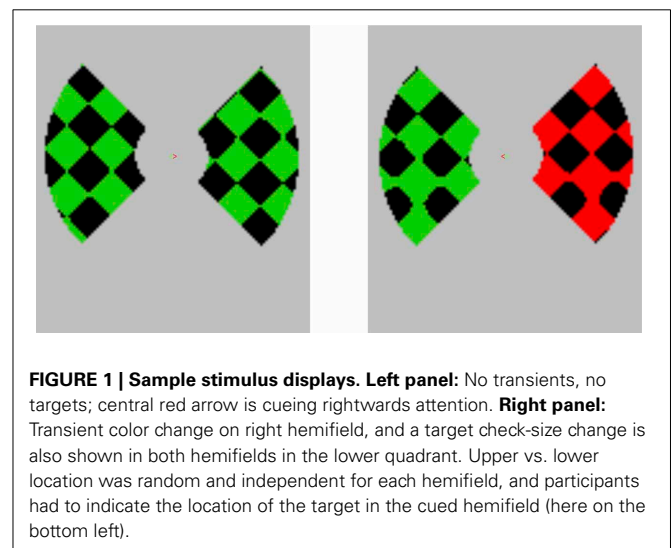 FIGURE 1 | Sample stimulus displays. Left panel: No transients, no
targets; central red arrow is cueing rightwards attention. Right panel:
Transient color change on right hemifield, and a target check-size change is
also shown in both hemifields in the lower quadrant. Upper vs. lower
location was random and independent for each hemifield, and participants
had to indicate the location of the target in the cued hemifield (here on the
bottom left).